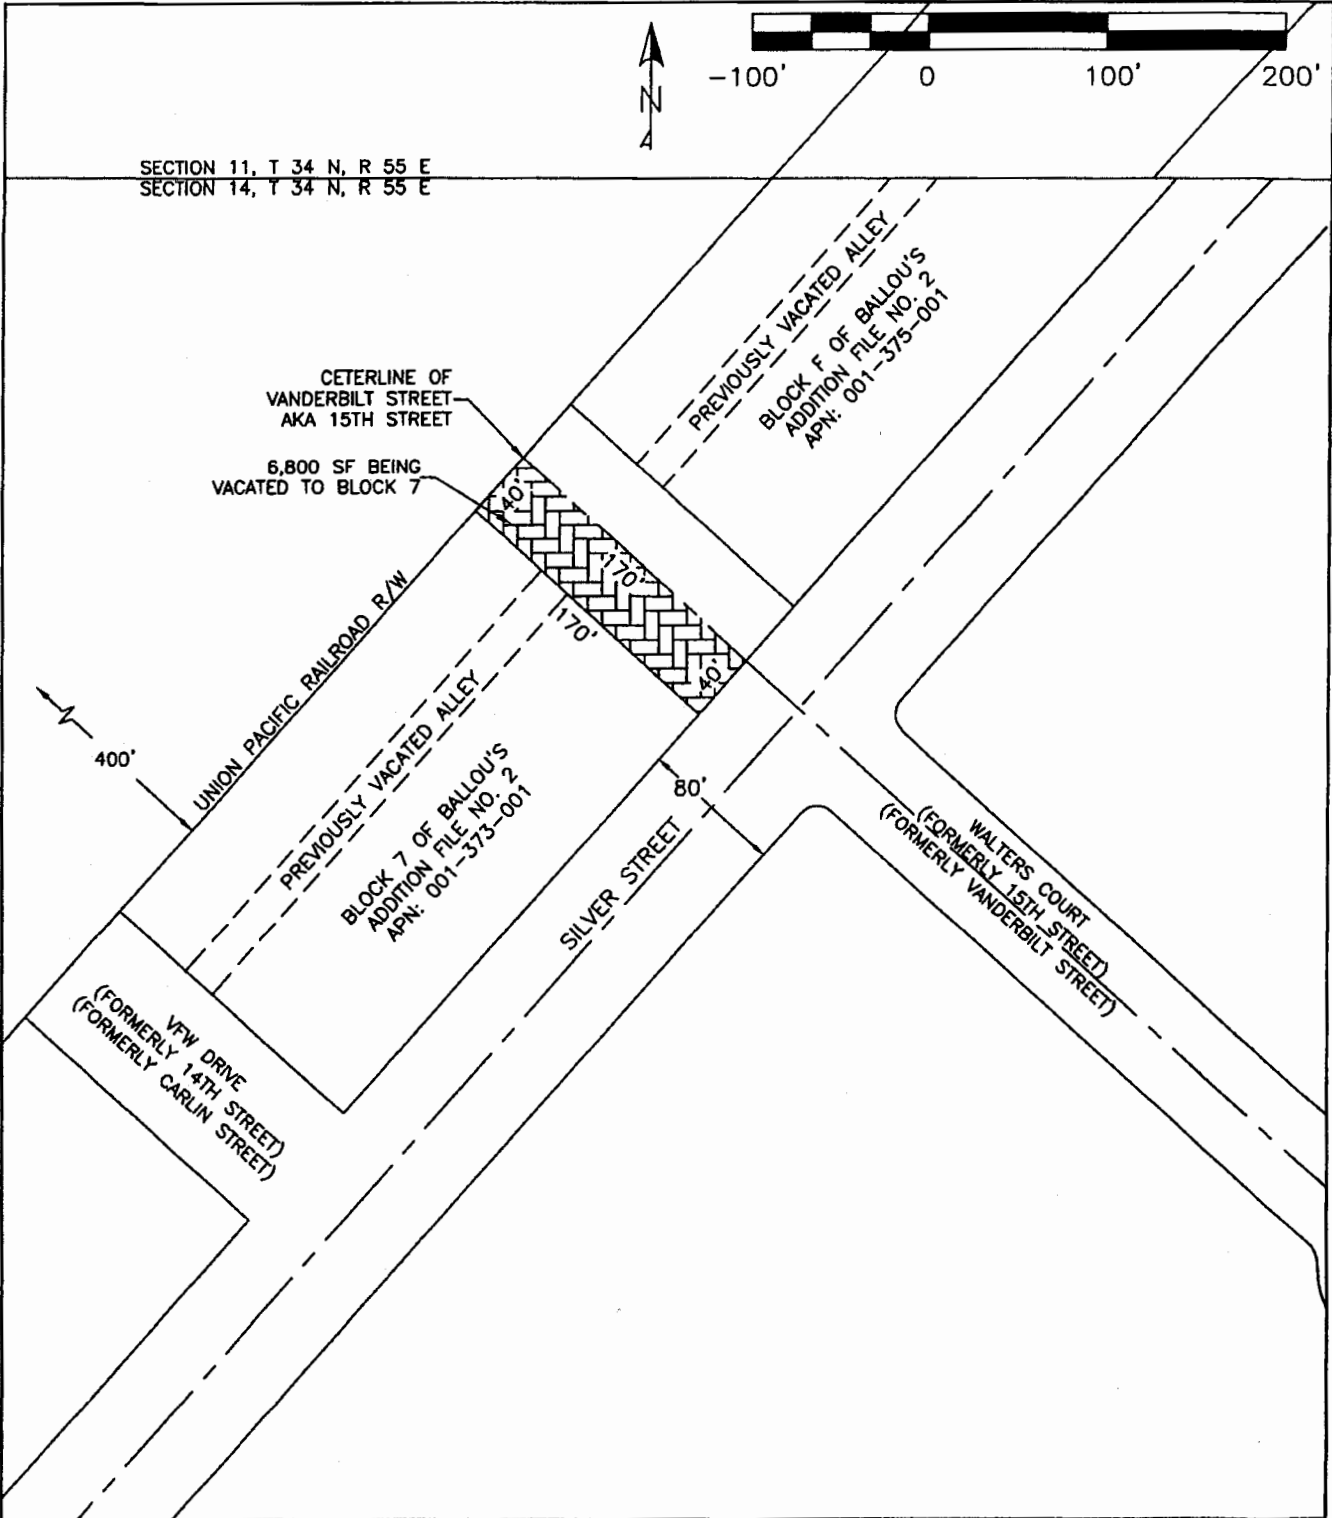 N
-100' 0 100' 200'
SECTION 11, T 34 N, R 55 E
SECTION 14, T 34 N, R 55 E
PREVIOUSLY VACATED ALLEY
BLOCK F OF BALLOU'S
ADDITION FILE NO. 2
APN: 001-375-001
CETERLINE OF
VANDERBILT STREET
AKA 15TH STREET
6,800 SF BEING
VACATED TO BLOCK 7
40'
170'
170'
40'
UNION PACIFIC RAILROAD R/W
400'
PREVIOUSLY VACATED ALLEY
BLOCK 7 OF BALLOU'S
ADDITION FILE NO. 2
APN: 001-373-001
80'
SILVER STREET
WALTERS COURT
(FORMERLY 15TH STREET)
(FORMERLY VANDERBILT STREET)
VFW DRIVE
(FORMERLY 14TH STREET)
(FORMERLY CARLIN STREET)